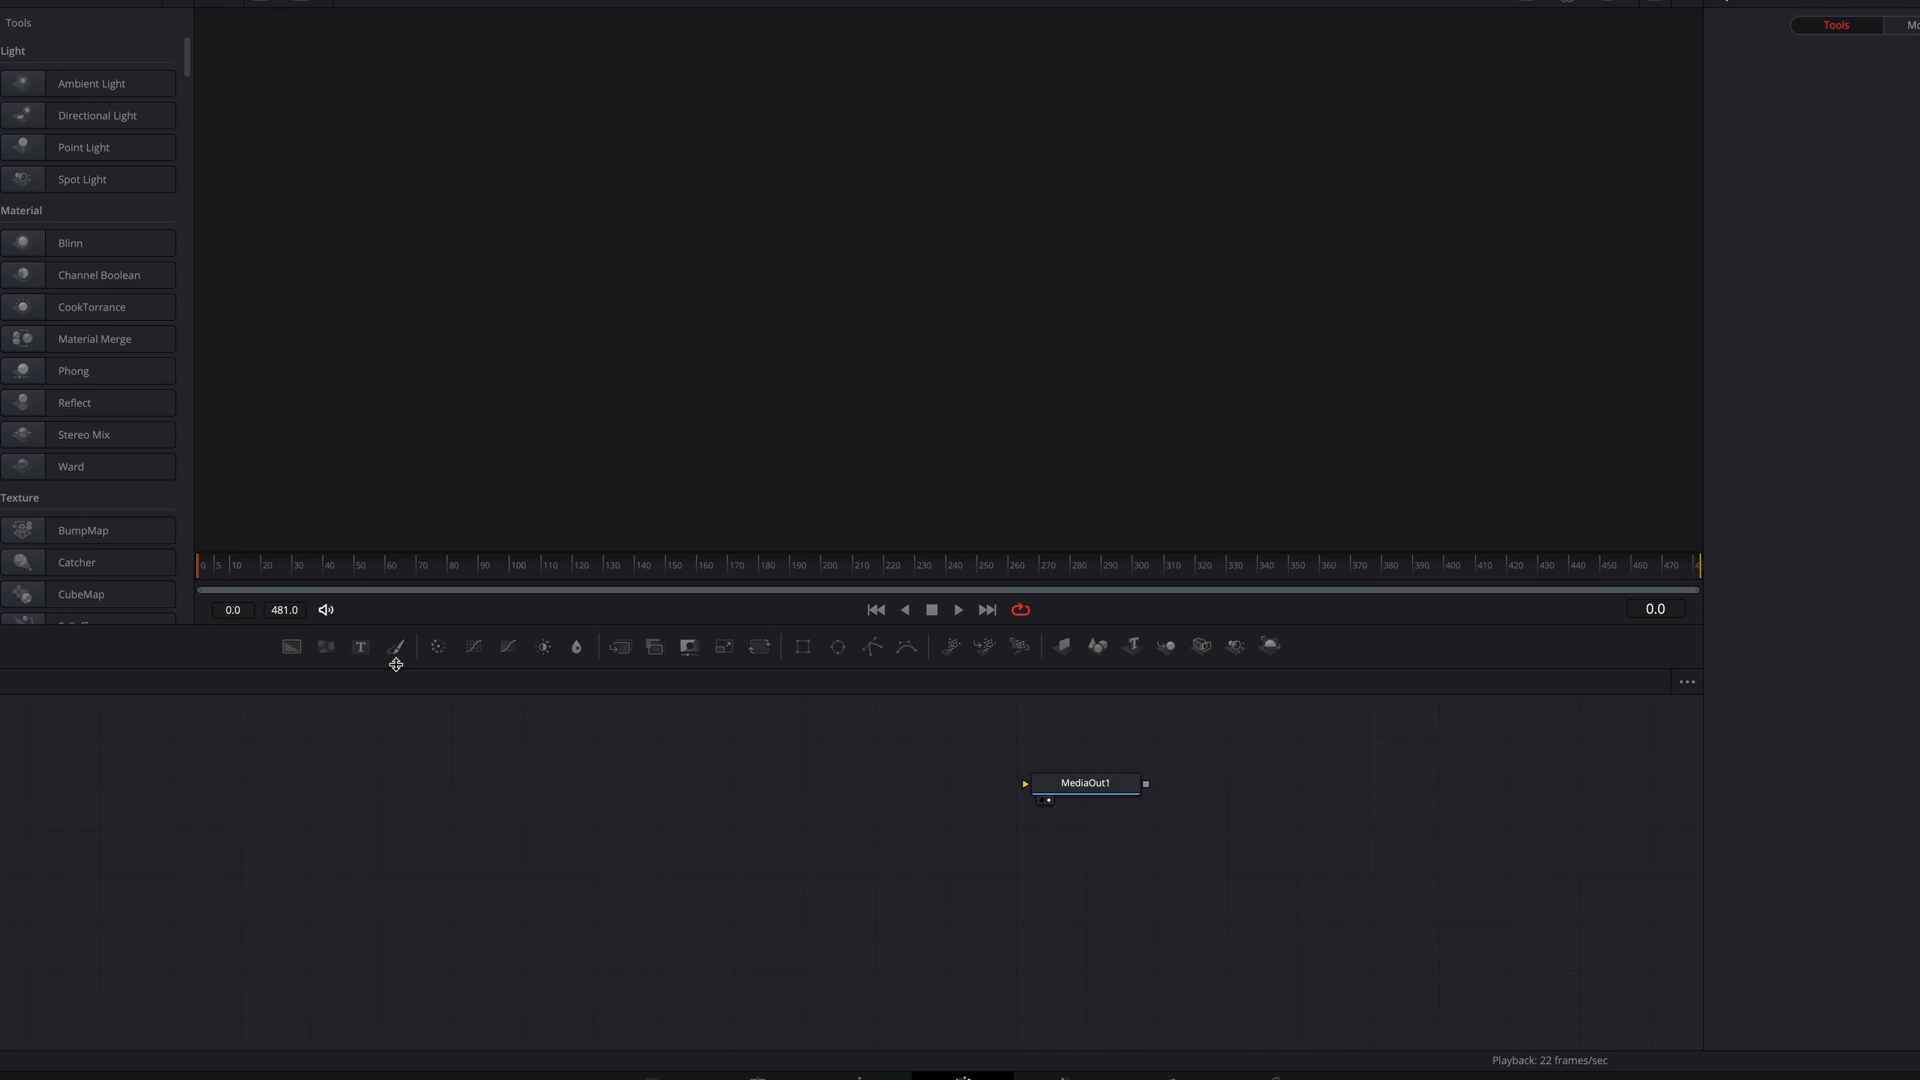 Tools
Light
Ambient Light
Directional Light
Point Light
Spot Light
Material
Blinn
Channel Boolean
CookTorrance
Material Merge
Phong
Reflect
Stereo Mix
Ward
Texture
BumpMap
Catcher
CubeMap
Tools
0 5 10 20 30 40 50 60 70 80 90 100 110 120 130 140 150 160 170 180 190 200 210 220 230 240 250 260 270 280 290 300 310 320 330 340 350 360 370 380 390 400 410 420 430 440 450 460 470
0.0 481.0 0.0
T
MediaOut1
Playback: 22 frames/sec